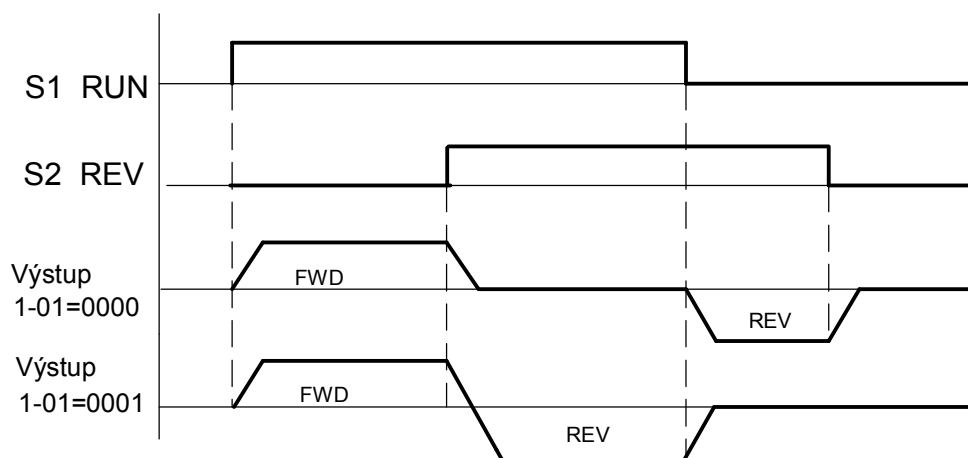 S1 RUN
S2 REV
Výstup
1-01=0000
FWD
REV
Výstup
1-01=0001
FWD
REV